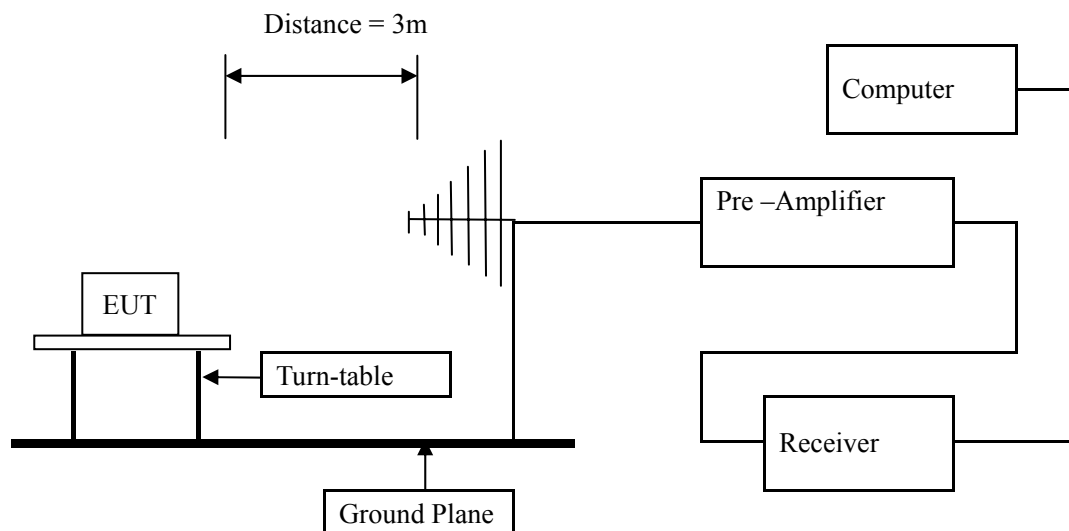 Distance = 3m
Computer
Pre –Amplifier
EUT
Turn-table
Receiver
Ground Plane